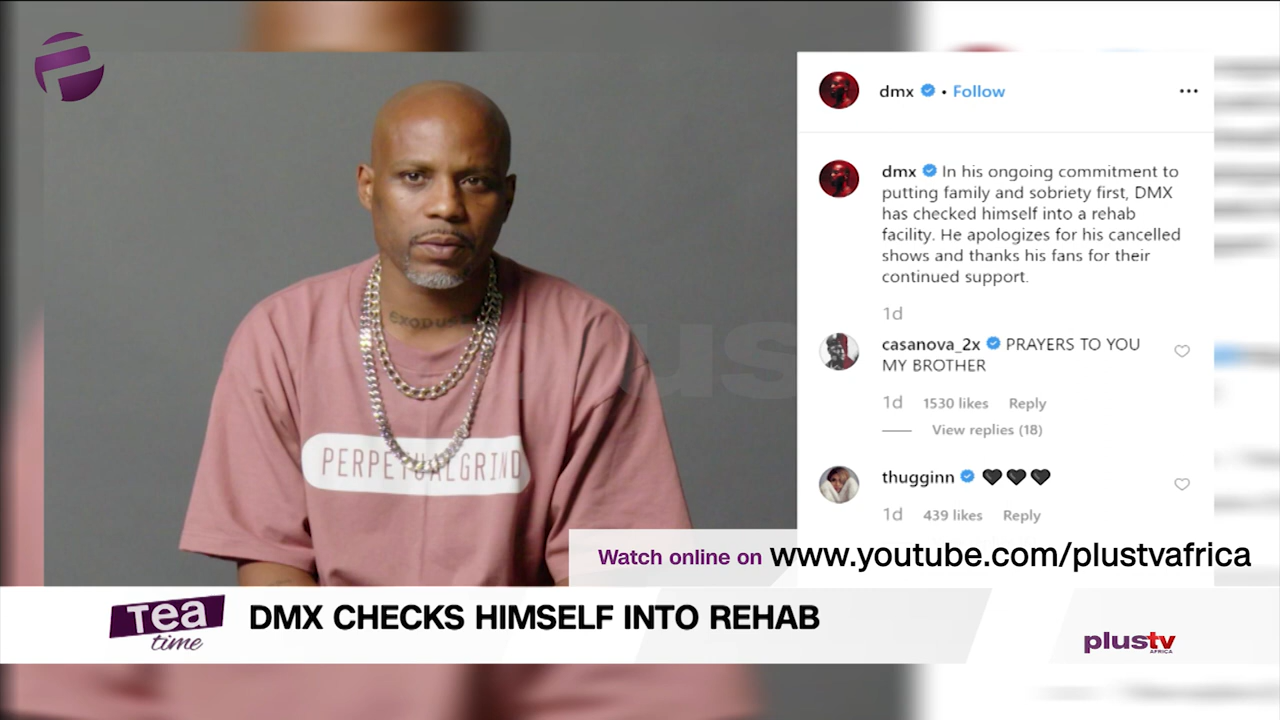 dmx • Follow
dmx In his ongoing commitment to
putting family and sobriety first, DMX
has checked himself into a rehab
facility. He apologizes for his cancelled
shows and thanks his fans for their
continued support.
1d
casanova_2x PRAYERS TO YOU
MY BROTHER
1d 1530 likes Reply
View replies (18)
thugginn 🖤🖤🖤
1d 439 likes Reply
EXODUS
PERPETUALGRIND
plus
Watch online on www.youtube.com/plustvafrica
Tea
time
DMX CHECKS HIMSELF INTO REHAB
plustv
AFRICA